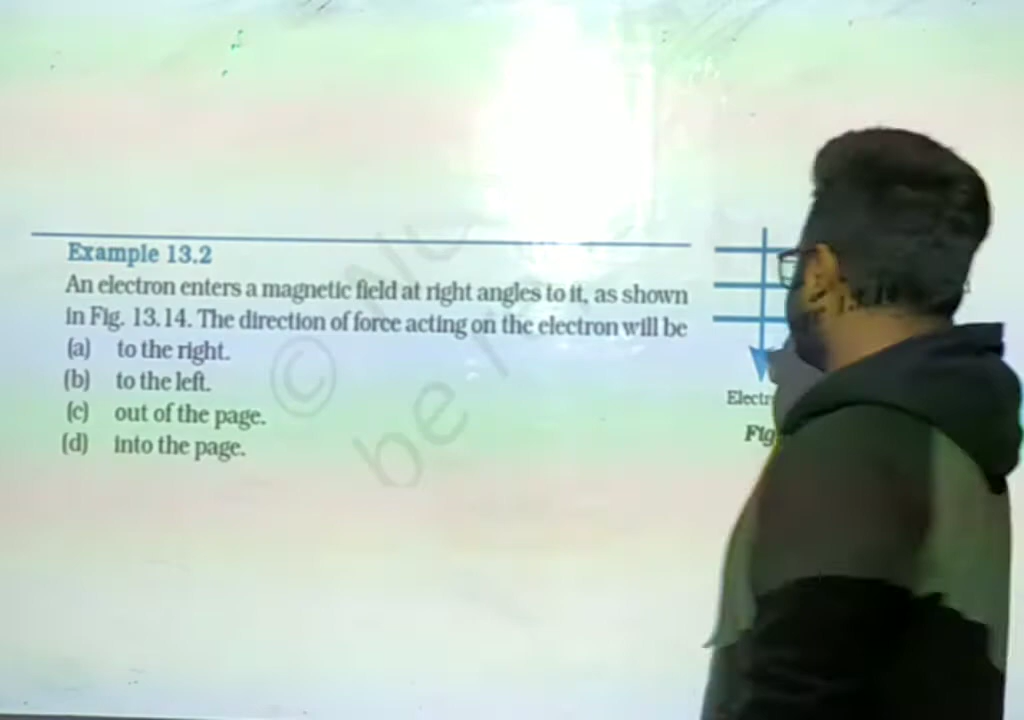 Example 13.2
An electron enters a magnetic field at right angles to it, as shown
in Fig. 13.14. The direction of force acting on the electron will be
(a) to the right.
(b) to the left.
(c) out of the page.
(d) into the page.
© 
be re
Electr
Fig